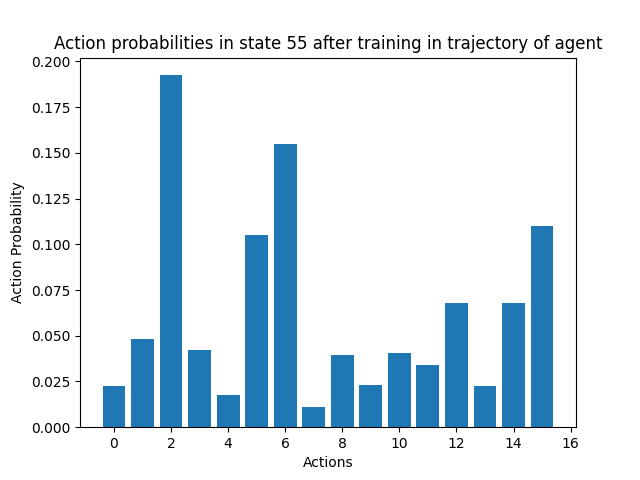 Action probabilities in state 55 after training in trajectory of agent
0.200
0.175
0.150
0.125
0.100
0.075
0.050
0.025
0.000
Action Probability
0 2 4 6 8 10 12 14 16
Actions